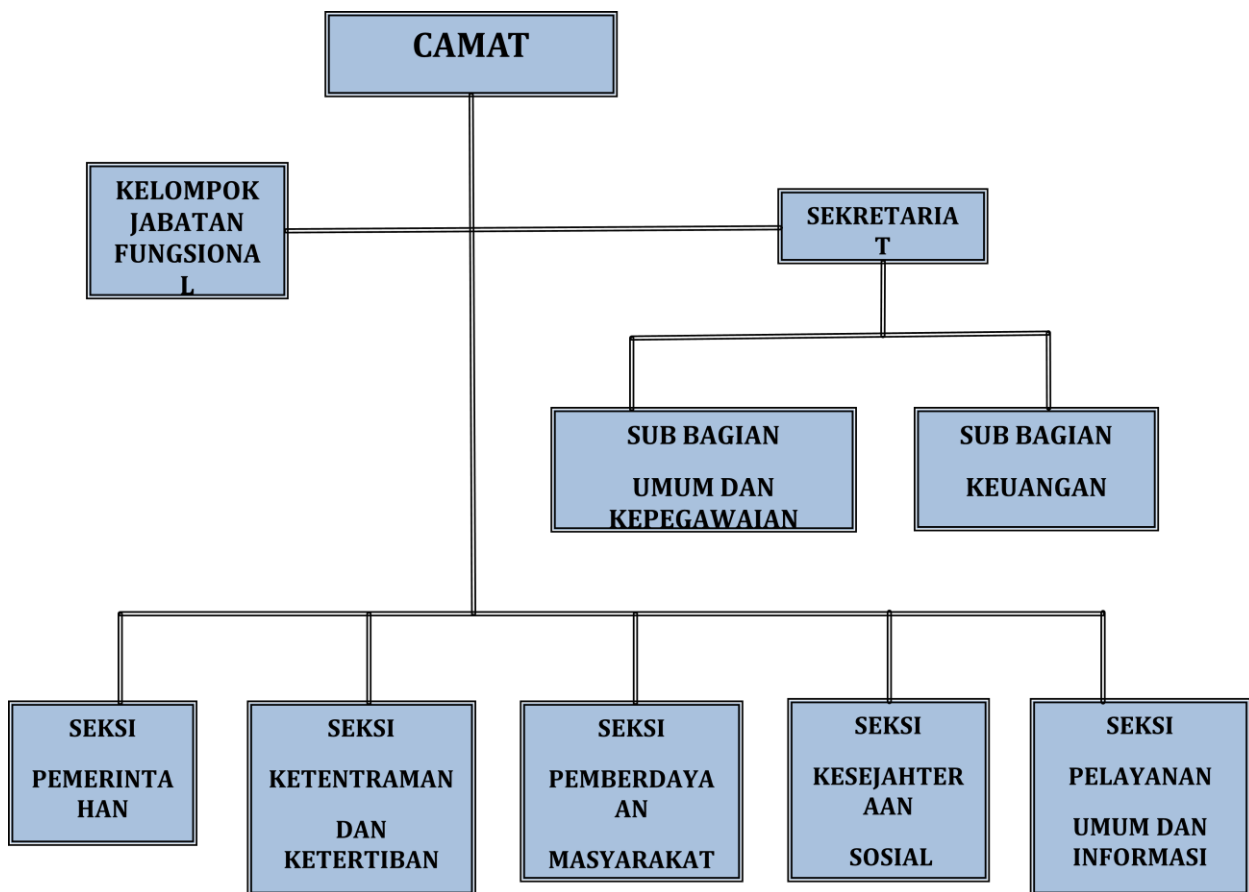 CAMAT
KELOMPOK
JABATAN
FUNGSIONA
L
SEKRETARIA
T
SUB BAGIAN
UMUM DAN
KEPEGAWAIAN
SUB BAGIAN
KEUANGAN
SEKSI
PEMERINTA
HAN
SEKSI
KETENTRAMAN
DAN
KETERTIBAN
SEKSI
PEMBERDAYA
AN
MASYARAKAT
SEKSI
KESEJAHTER
AAN
SOSIAL
SEKSI
PELAYANAN
UMUM DAN
INFORMASI